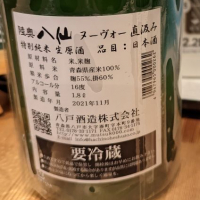 陸奥八仙 ヌーヴォー直汲み
特別純米 生原酒 品目:日本酒
原材料名 米、米麹
原料米 青森県産米100%
精米歩合 麹55%、掛60%
アルコール分 16度
内容量 1.8ℓ
製造年月 2021年11月
八戸酒造株式会社
要冷蔵